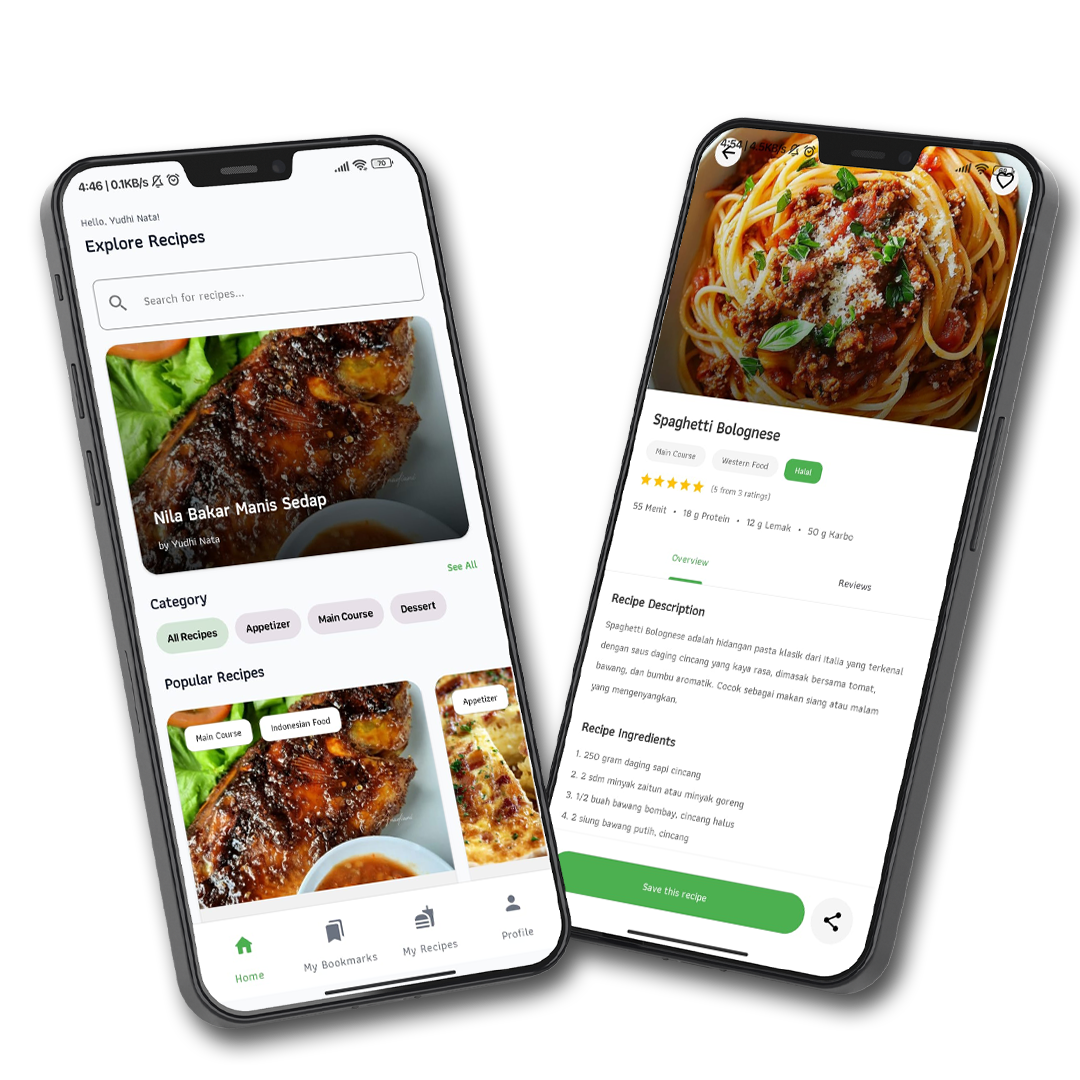 4:46 | 0.1KB/s
70
Hello, Yudhi Nata!
Explore Recipes
Search for recipes...
Nila Bakar Manis Sedap
by Yudhi Nata
Category
See All
All Recipes
Appetizer
Main Course
Dessert
Popular Recipes
Main Course
Indonesian Food
Appetizer
Home
My Bookmarks
My Recipes
Profile
4:54 | 4.5KB/s
Spaghetti Bolognese
Main Course
Western Food
Halal
(5 from 3 ratings)
55 Menit • 18 g Protein • 12 g Lemak • 50 g Karbo
Overview
Reviews
Recipe Description
Spaghetti Bolognese adalah hidangan pasta klasik dari Italia yang terkenal
dengan saus daging cincang yang kaya rasa, dimasak bersama tomat,
bawang, dan bumbu aromatik. Cocok sebagai makan siang atau malam
yang mengenyangkan.
Recipe Ingredients
1. 250 gram daging sapi cincang
2. 2 sdm minyak zaitun atau minyak goreng
3. 1/2 buah bawang bombay, cincang halus
4. 2 siung bawang putih, cincang
Save this recipe